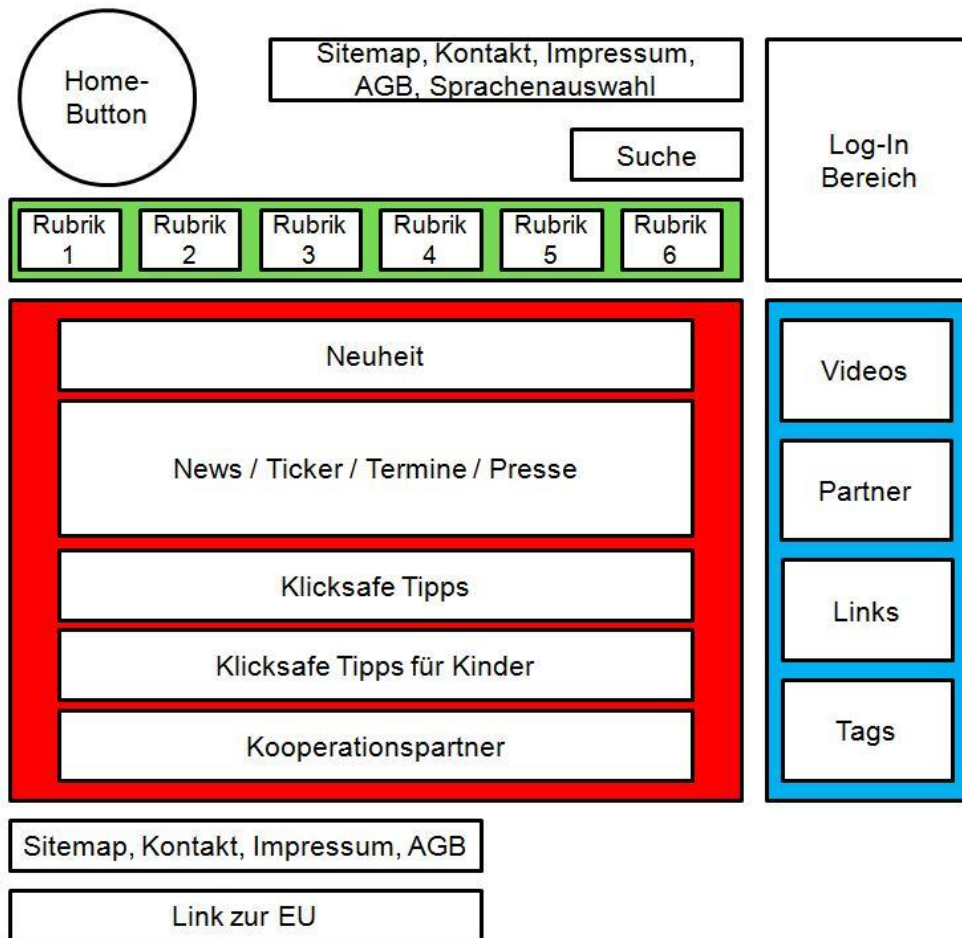 Home-
Button
Sitemap, Kontakt, Impressum,
AGB, Sprachenauswahl
Suche
Log-In
Bereich
Rubrik
1
Rubrik
2
Rubrik
3
Rubrik
4
Rubrik
5
Rubrik
6
Neuheit
News / Ticker / Termine / Presse
Klicksafe Tipps
Klicksafe Tipps für Kinder
Kooperationspartner
Videos
Partner
Links
Tags
Sitemap, Kontakt, Impressum, AGB
Link zur EU